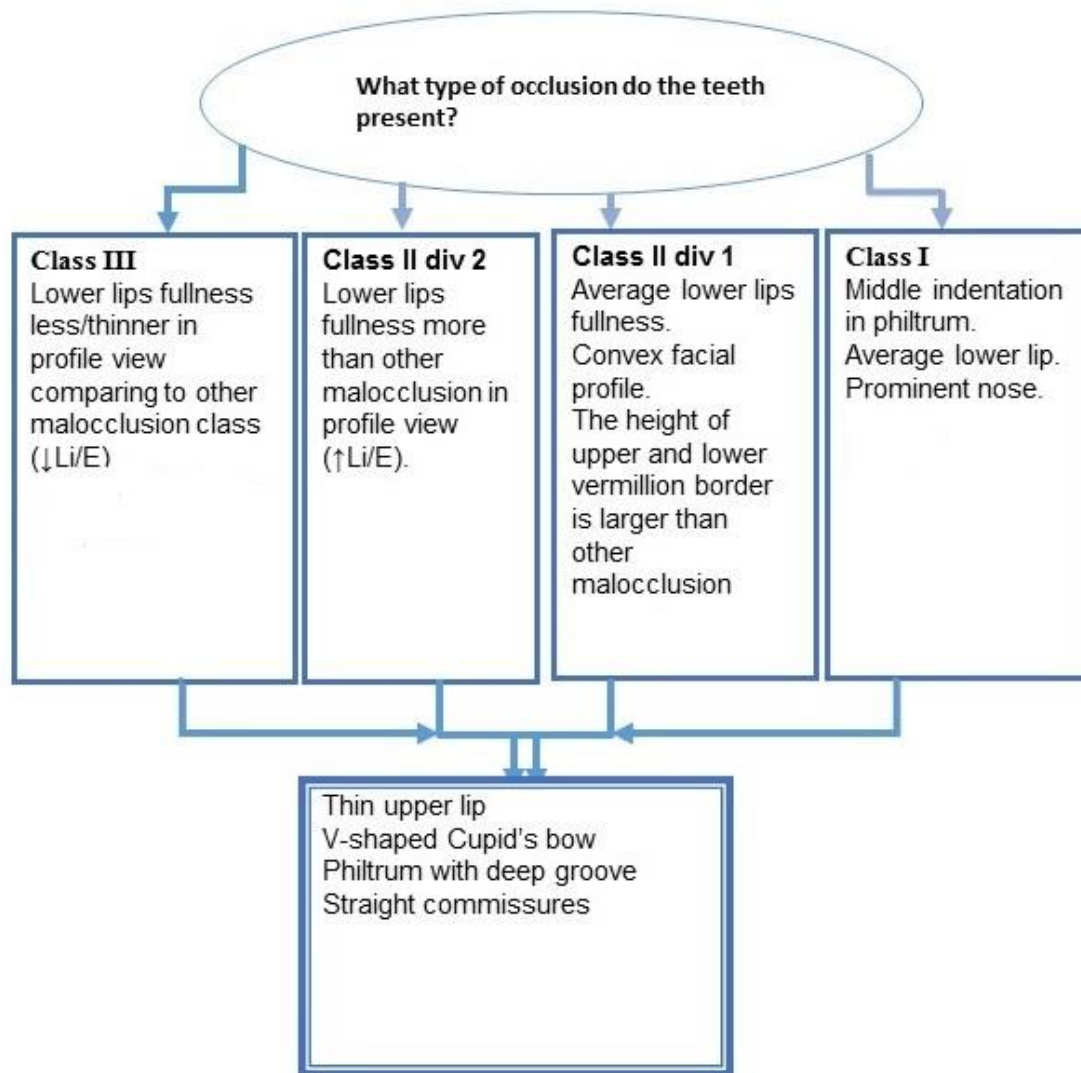 What type of occlusion do the teeth
present?
Class III
Lower lips fullness
less/thinner in
profile view
comparing to other
malocclusion class
(↓Li/E)
Class II div 2
Lower lips
fullness more
than other
malocclusion in
profile view
(↑Li/E).
Class II div 1
Average lower lips
fullness.
Convex facial
profile.
The height of
upper and lower
vermillion border
is larger than
other
malocclusion
Class I
Middle indentation
in philtrum.
Average lower lip.
Prominent nose.
Thin upper lip
V-shaped Cupid's bow
Philtrum with deep groove
Straight commissures